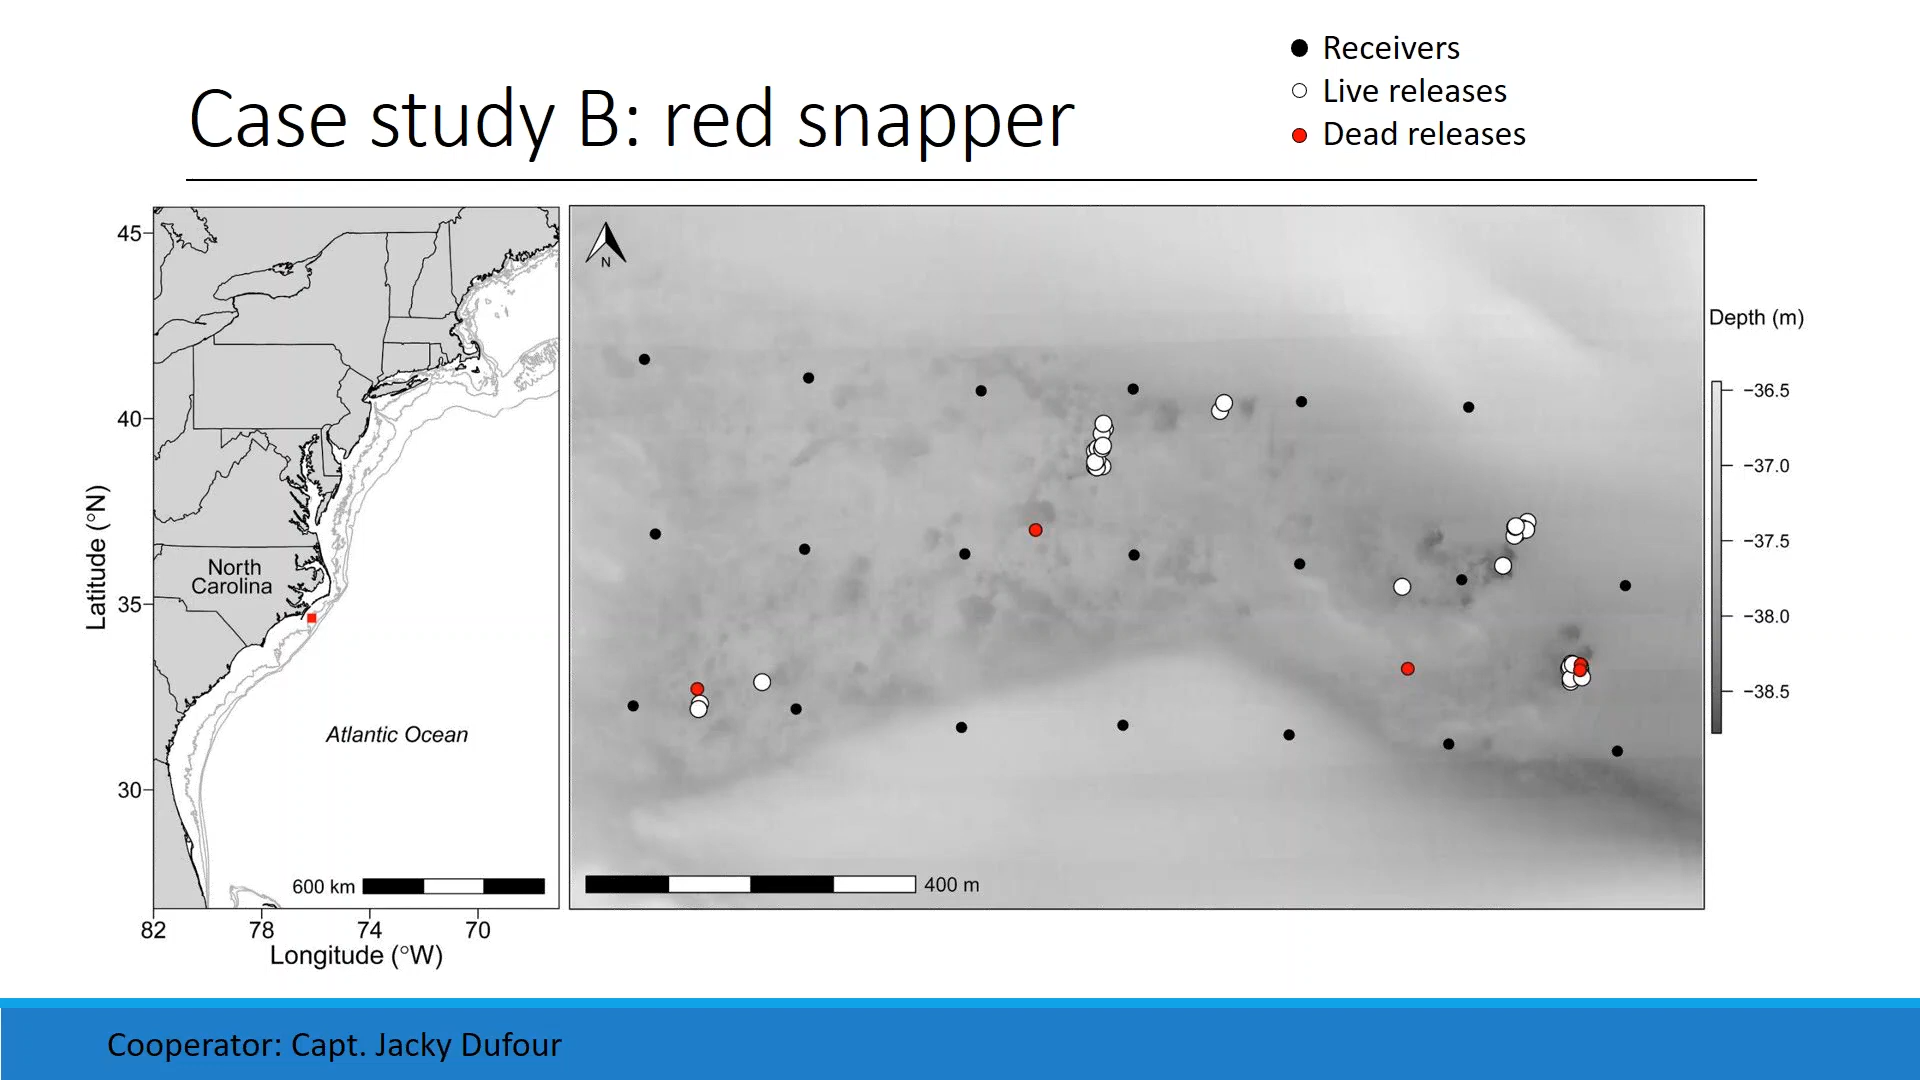 Case study B: red snapper
Receivers
Live releases
Dead releases
45
40
35
30
Latitude (°N)
North
Carolina
Atlantic Ocean
600 km
82
78
74
70
Longitude (°W)
N
400 m
Depth (m)
−36.5
−37.0
−37.5
−38.0
−38.5
Cooperator: Capt. Jacky Dufour